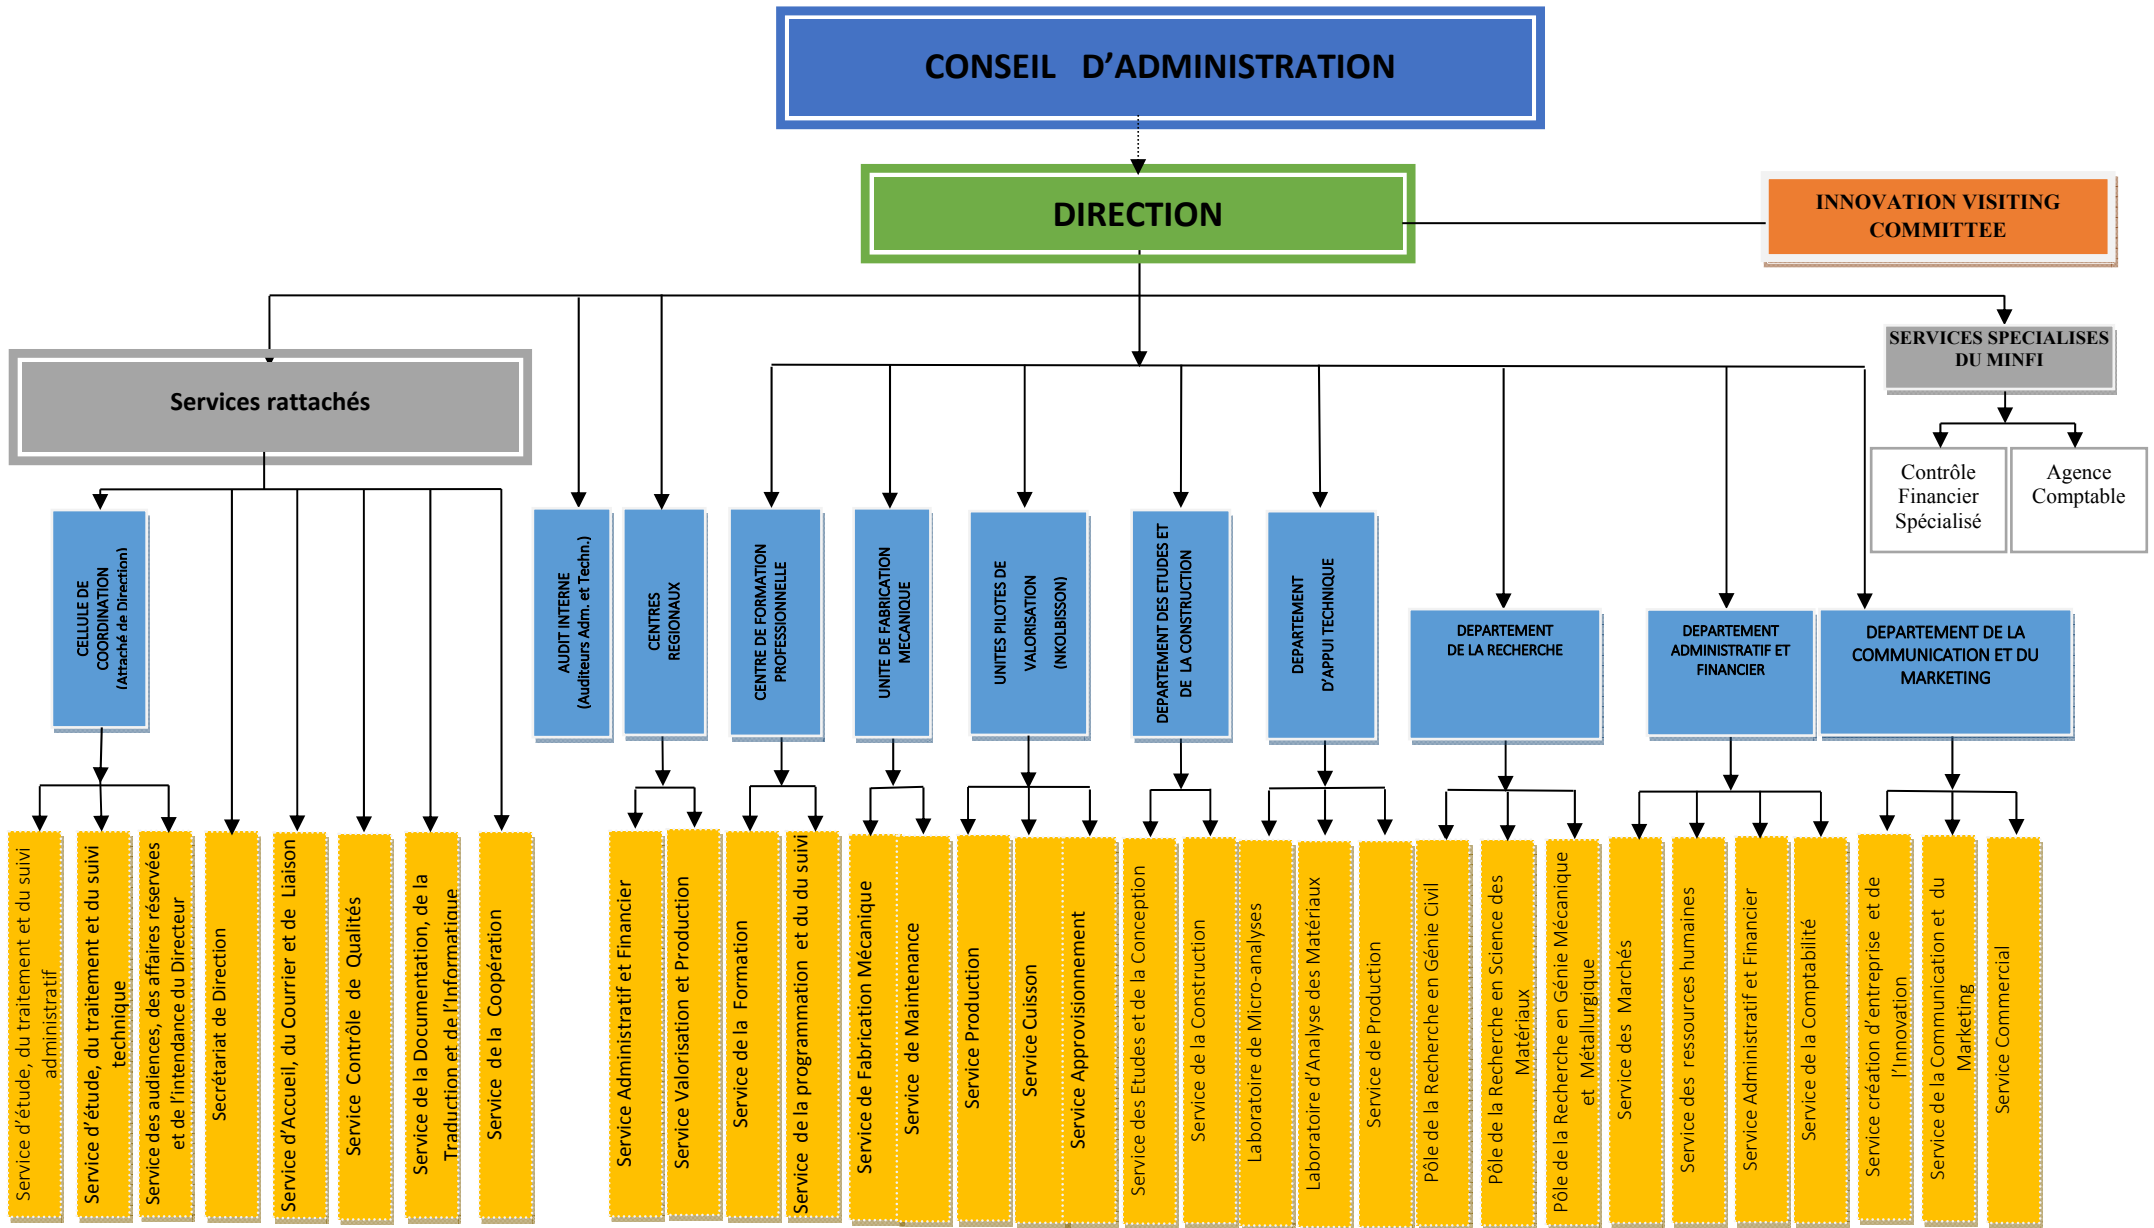 CONSEIL D'ADMINISTRATION
DIRECTION
INNOVATION VISITING
COMMITTEE
Services rattachés
SERVICES SPECIALISES
DU MINFI
Contrôle
Financier
Spécialisé
Agence
Comptable
CELLULE DE
COORDINATION
(Attaché de Direction)
AUDIT INTERNE
(Auditeurs Adm. et Techn.)
CENTRES
REGIONAUX
CENTRE DE FORMATION
PROFESSIONNELLE
UNITE DE FABRICATION
MECANIQUE
UNITES PILOTES DE
VALORISATION
(NKOLBISSON)
DEPARTEMENT DES ETUDES ET
DE LA CONSTRUCTION
DEPARTEMENT
D'APPUI TECHNIQUE
DEPARTEMENT
DE LA RECHERCHE
DEPARTEMENT
ADMINISTRATIF ET
FINANCIER
DEPARTEMENT DE LA
COMMUNICATION ET DU
MARKETING
Service d'étude, du traitement et du suivi
administratif
Service d'étude, du traitement et du suivi
technique
Service des audiences, des affaires réservées
et de l'intendance du Directeur
Secrétariat de Direction
Service d'Accueil, du Courrier et de Liaison
Service Contrôle de Qualités
Service de la Documentation, de la
Traduction et de l'Informatique
Service de la Coopération
Service Administratif et Financier
Service Valorisation et Production
Service de la Formation
Service de la programmation et du suivi
Service de Fabrication Mécanique
Service de Maintenance
Service Production
Service Cuisson
Service Approvisionnement
Service des Etudes et de la Conception
Service de la Construction
Laboratoire de Micro-analyses
Laboratoire d'Analyse des Matériaux
Service de Production
Pôle de la Recherche en Génie Civil
Pôle de la Recherche en Science des
Matériaux
Pôle de la Recherche en Génie Mécanique
et Métallurgique
Service des Marchés
Service des ressources humaines
Service Administratif et Financier
Service de la Comptabilité
Service création d'entreprise et de
l'Innovation
Service de la Communication et du
Marketing
Service Commercial